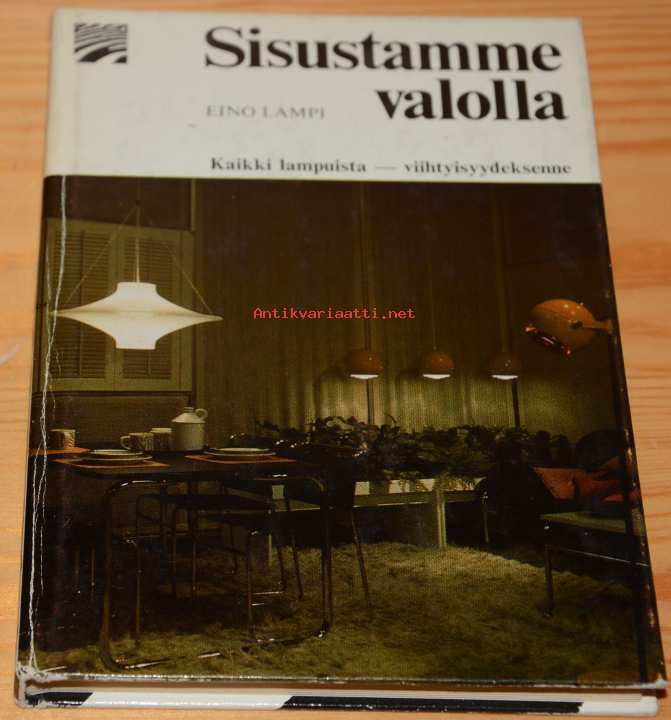 Sisustamme
valolla
EINO LAMPI
Kaikki lampuista — viihtyisyydeksenne
Antikvariaatti.net